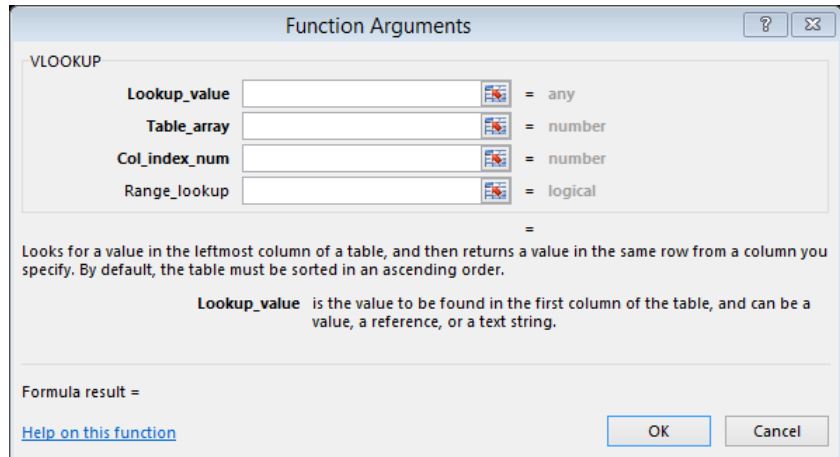 Function Arguments ?
VLOOKUP
Lookup_value = any
Table_array = number
Col_index_num = number
Range_lookup = logical
=
Looks for a value in the leftmost column of a table, and then returns a value in the same row from a column you
specify. By default, the table must be sorted in an ascending order.
Lookup_value is the value to be found in the first column of the table, and can be a
value, a reference, or a text string.
Formula result =
Help on this function OK Cancel